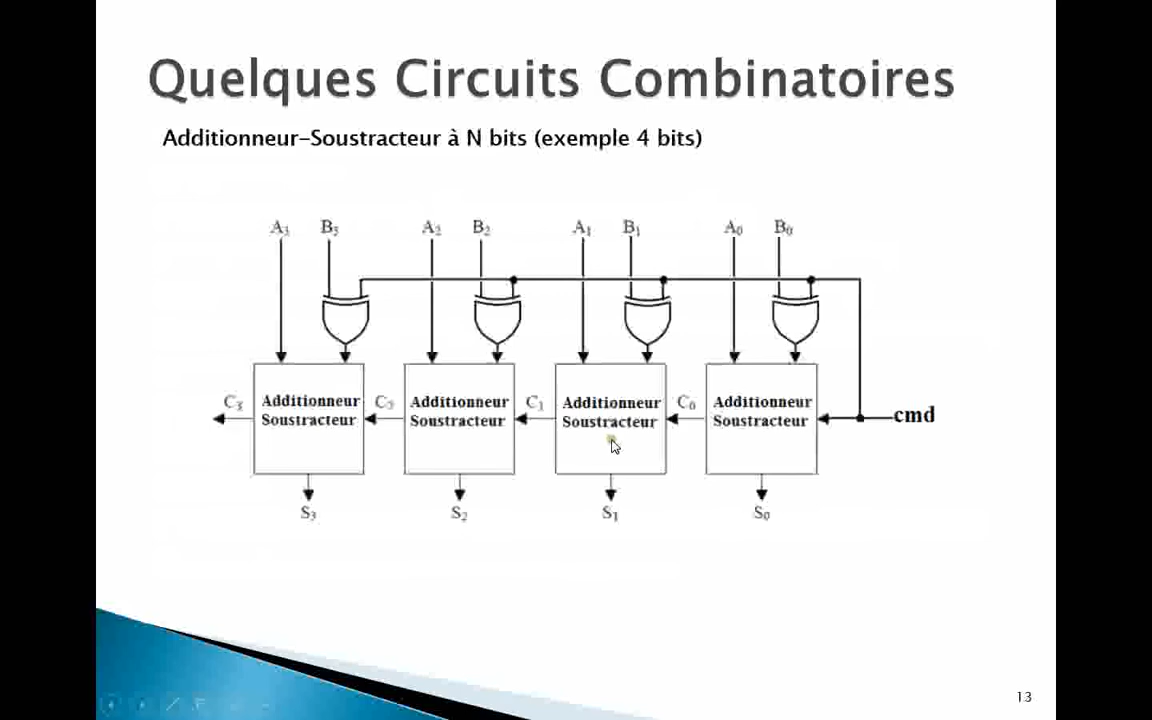 Quelques Circuits Combinatoires
Additionneur-Soustracteur à N bits (exemple 4 bits)
A3 B3 A2 B2 A1 B1 A0 B0
C3 Additionneur C2 Additionneur C1 Additionneur C0 Additionneur cmd
Soustracteur Soustracteur Soustracteur Soustracteur
S3 S2 S1 S0
13